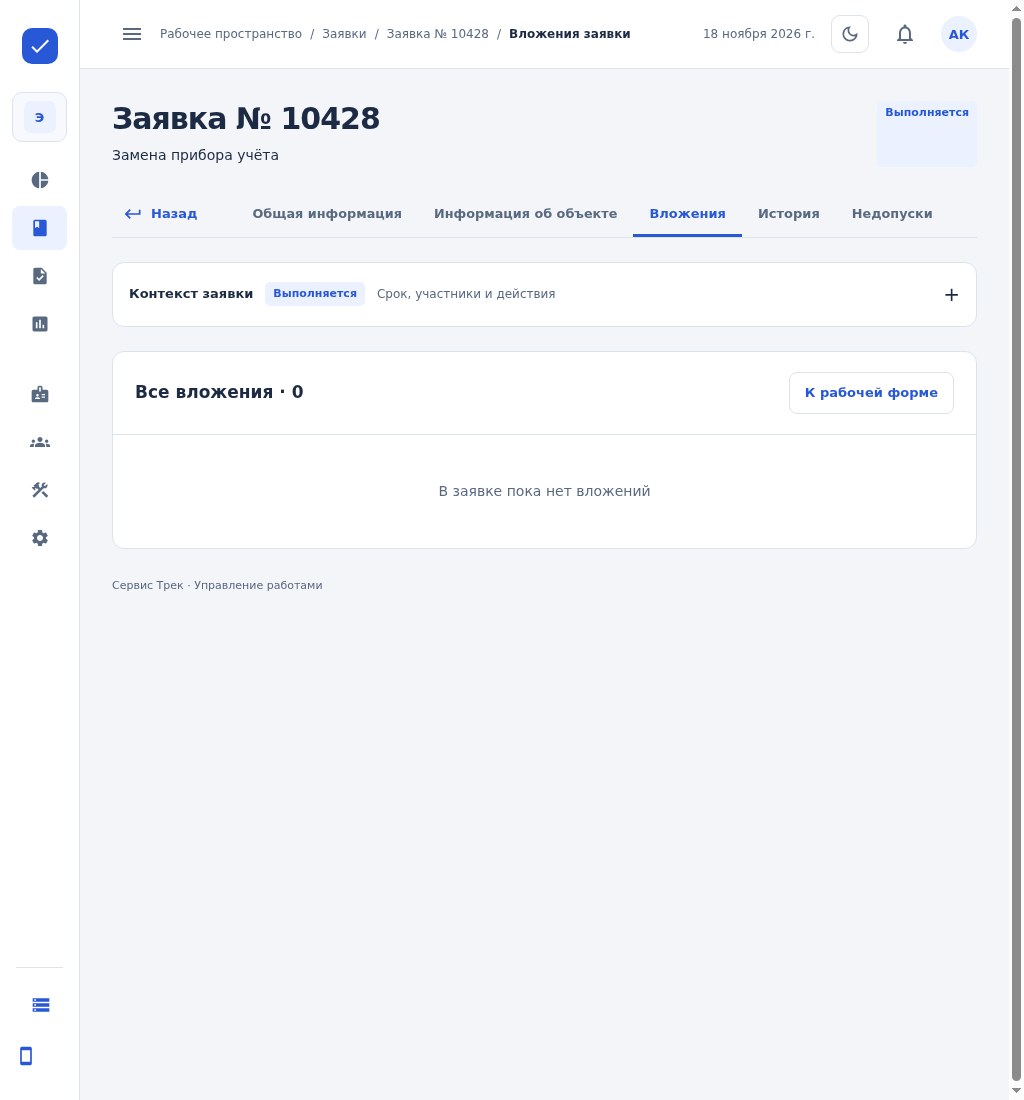 Рабочее пространство / Заявки / Заявка № 10428 / Вложения заявки
18 ноября 2026 г.
АК
Э
Заявка № 10428
Выполняется
Замена прибора учёта
Назад
Общая информация
Информация об объекте
Вложения
История
Недопуски
Контекст заявки
Выполняется
Срок, участники и действия
Все вложения · 0
К рабочей форме
В заявке пока нет вложений
Сервис Трек · Управление работами